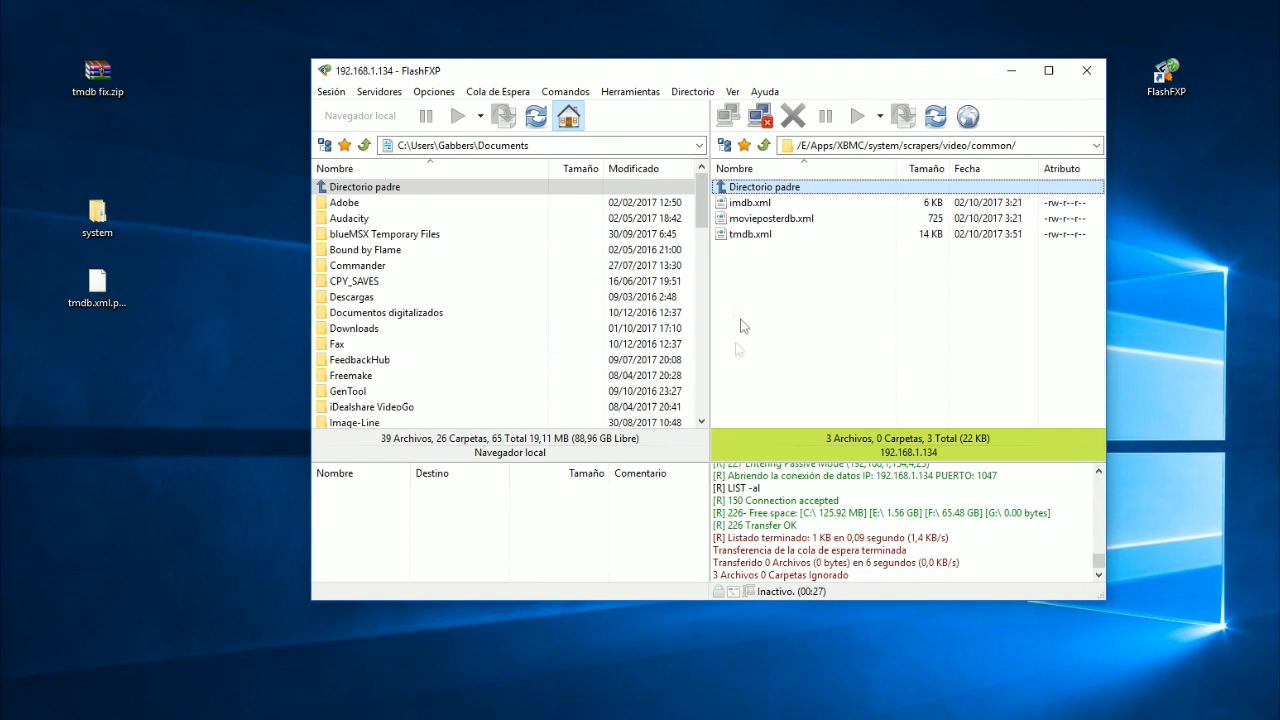 tmdb fix.zip
system
tmdb.xml.p...
FlashFXP
192.168.1.134 - FlashFXP
Sesión Servidores Opciones Cola de Espera Comandos Herramientas Directorio Ver Ayuda
Navegador local
C:\Users\Gabbers\Documents
Nombre Tamaño Modificado
Directorio padre
Adobe 02/02/2017 12:50
Audacity 02/05/2017 18:42
blueMSX Temporary Files 30/09/2017 6:45
Bound by Flame 02/05/2016 21:00
Commander 27/07/2017 13:30
CPY_SAVES 16/06/2017 19:51
Descargas 09/03/2016 2:48
Documentos digitalizados 10/12/2016 12:37
Downloads 01/10/2017 17:10
Fax 10/12/2016 12:37
FeedbackHub 09/07/2017 20:08
Freemake 08/04/2017 20:28
GenTool 09/10/2016 23:27
iDealshare VideoGo 08/04/2017 20:41
Image-Line 30/08/2017 10:48
39 Archivos, 26 Carpetas, 65 Total 19,11 MB (88,96 GB Libre)
Navegador local
Nombre Destino Tamaño Comentario
/E/Apps/XBMC/system/scrapers/video/common/
Nombre Tamaño Fecha Atributo
Directorio padre
imdb.xml 6 KB 02/10/2017 3:21 -rw-r--r--
movieposterdb.xml 725 02/10/2017 3:21 -rw-r--r--
tmdb.xml 14 KB 02/10/2017 3:51 -rw-r--r--
3 Archivos, 0 Carpetas, 3 Total (22 KB)
192.168.1.134
[R] 227 Entering Passive Mode (192,168,1,134,4,23)
[R] Abriendo la conexión de datos IP: 192.168.1.134 PUERTO: 1047
[R] LIST -al
[R] 150 Connection accepted
[R] 226- Free space: [C:\ 125.92 MB] [E:\ 1.56 GB] [F:\ 65.48 GB] [G:\ 0.00 bytes]
[R] 226 Transfer OK
[R] Listado terminado: 1 KB en 0,09 segundo (1,4 KB/s)
Transferencia de la cola de espera terminada
Transferido 0 Archivos (0 bytes) en 6 segundos (0,0 KB/s)
3 Archivos 0 Carpetas Ignorado
Inactivo. (00:27)